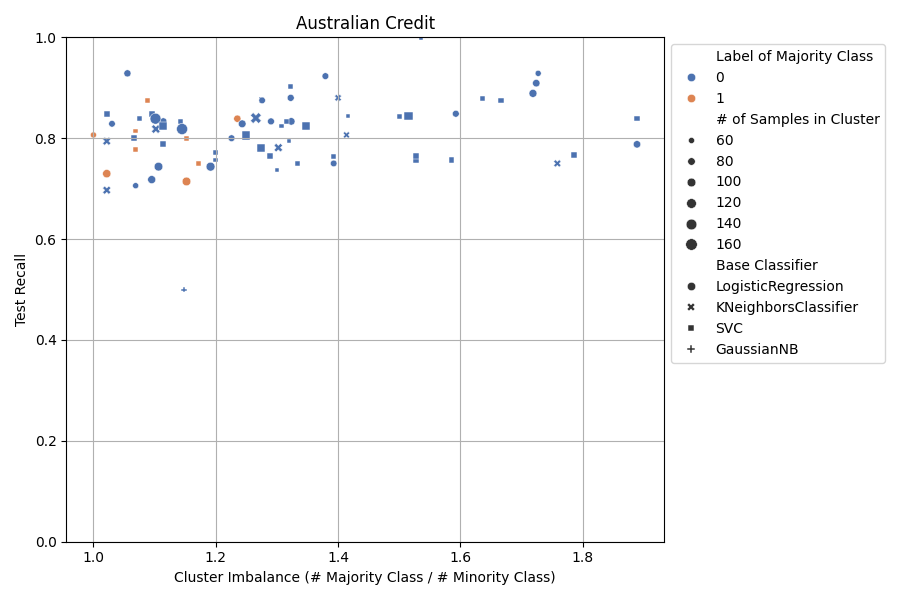 Australian Credit
1.0
0.8
0.6
0.4
0.2
0.0
Test Recall
1.0
1.2
1.4
1.6
1.8
Cluster Imbalance (# Majority Class / # Minority Class)
Label of Majority Class
0
1
# of Samples in Cluster
60
80
100
120
140
160
Base Classifier
LogisticRegression
KNeighborsClassifier
SVC
GaussianNB